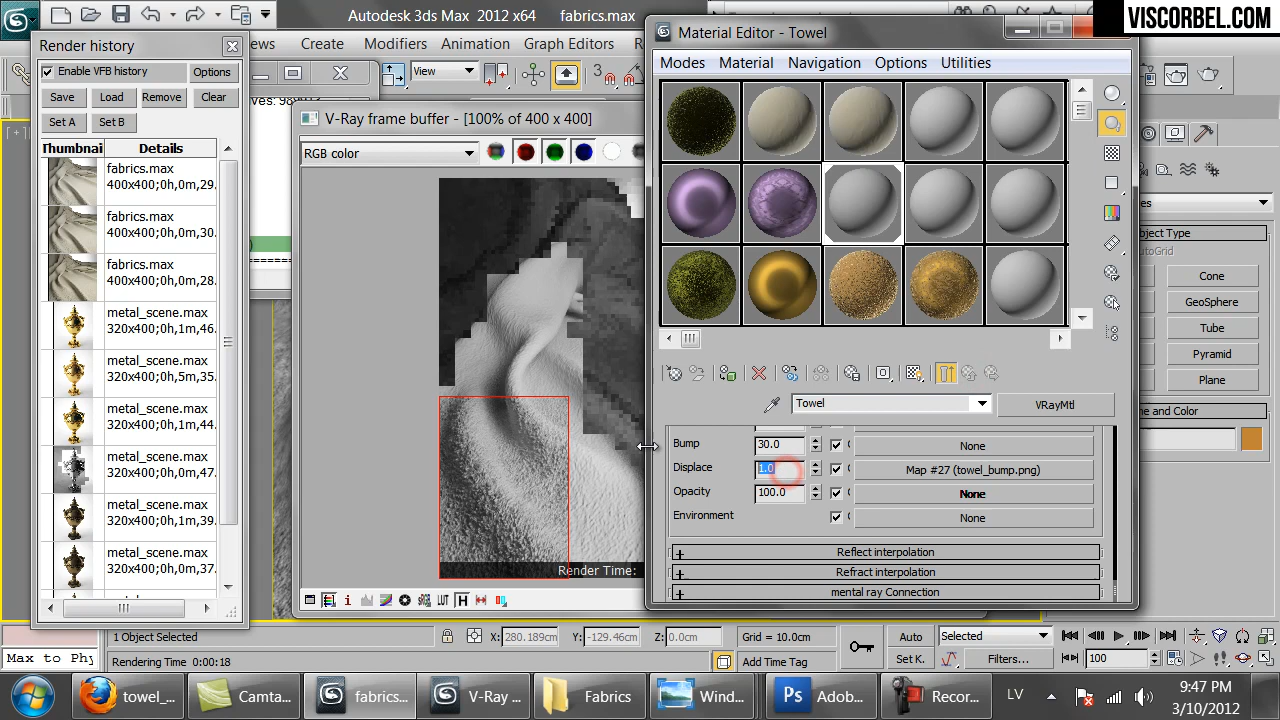 Autodesk 3ds Max 2012 x64 fabrics.max
VISCORBEL.COM
Render history
Enable VFB history
Options
Save Load Remove Clear
Set A Set B
Details
fabrics.max
400x400;0h,0m,29.
fabrics.max
400x400;0h,0m,30.
fabrics.max
400x400;0h,0m,28.
metal_scene.max
320x400;0h,1m,46.
metal_scene.max
320x400;0h,5m,35.
metal_scene.max
320x400;0h,1m,44.
metal_scene.max
320x400;0h,0m,47.
metal_scene.max
320x400;0h,1m,39.
metal_scene.max
320x400;0h,0m,37.
Create Modifiers Animation Graph Editors
View
V-Ray frame buffer - [100% of 400 x 400]
RGB color
Render Time:
Material Editor - Towel
Modes Material Navigation Options Utilities
Towel
VRayMtl
Bump 30.0 None
Displace 1.0 Map #27 (towel_bump.png)
Opacity 100.0 None
Environment None
Reflect interpolation
Refract interpolation
mental ray Connection
Cone
GeoSphere
Tube
Pyramid
Plane
1 Object Selected
X: 280.189cm Y: -129.46cm Z: 0.0cm
Grid = 10.0cm
Auto
Selected
Max to Phy
Rendering Time 0:00:18
Add Time Tag
Set K.
Filters...
100
towel_... Camta... fabrics... V-Ray ... Fabrics Wind... Adob... Recor...
LV
9:47 PM
3/10/2012